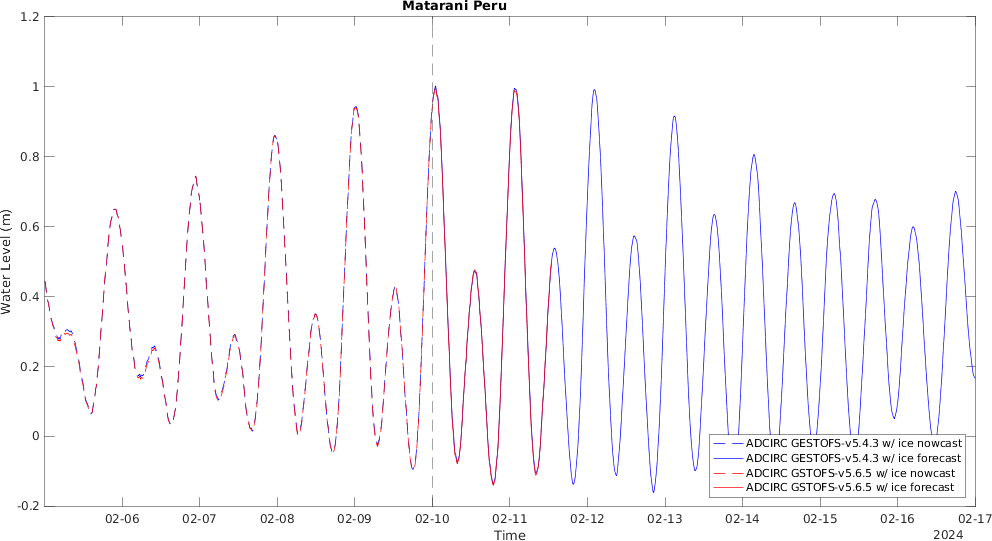 Matarani Peru
1.2
1
0.8
0.6
0.4
0.2
0
-0.2
Water Level (m)
ADCIRC GESTOFS-v5.4.3 w/ ice nowcast
ADCIRC GESTOFS-v5.4.3 w/ ice forecast
ADCIRC GSTOFS-v5.6.5 w/ ice nowcast
ADCIRC GSTOFS-v5.6.5 w/ ice forecast
02-06 02-07 02-08 02-09 02-10 02-11 02-12 02-13 02-14 02-15 02-16 02-17
Time
2024